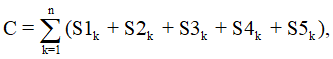 C = ∑_{k=1}^{n} (S1_k + S2_k + S3_k + S4_k + S5_k),